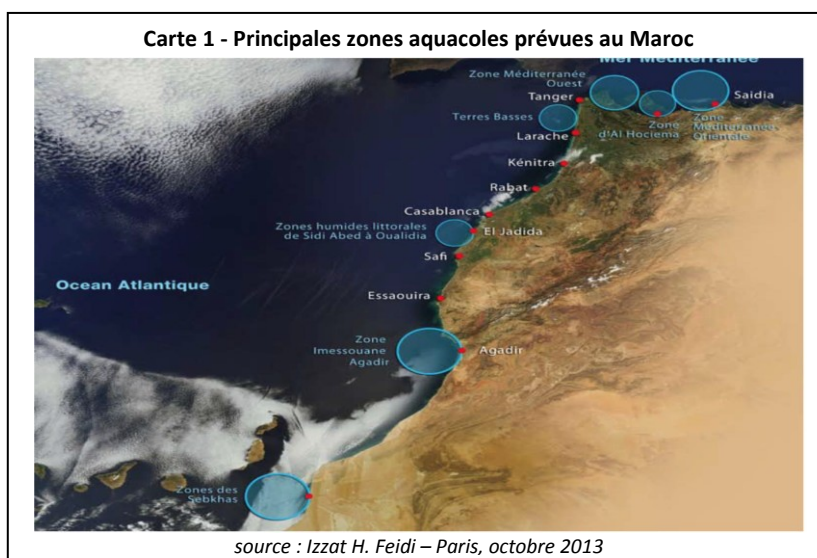 Carte 1 - Principales zones aquacoles prévues au Maroc
Mer Méditerranée
Zone Méditerranée
Ouest
Tanger
Saidia
Terres Basses
Zone
d'Al Hociema
Zone
Méditerranée
Orientale
Larache
Kénitra
Rabat
Casablanca
Zones humides littorales
de Sidi Abed à Oualidia
El Jadida
Safi
Ocean Atlantique
Essaouira
Zone
Imessouane
Agadir
Agadir
Zones des
Sebkhas
source : Izzat H. Feidi – Paris, octobre 2013